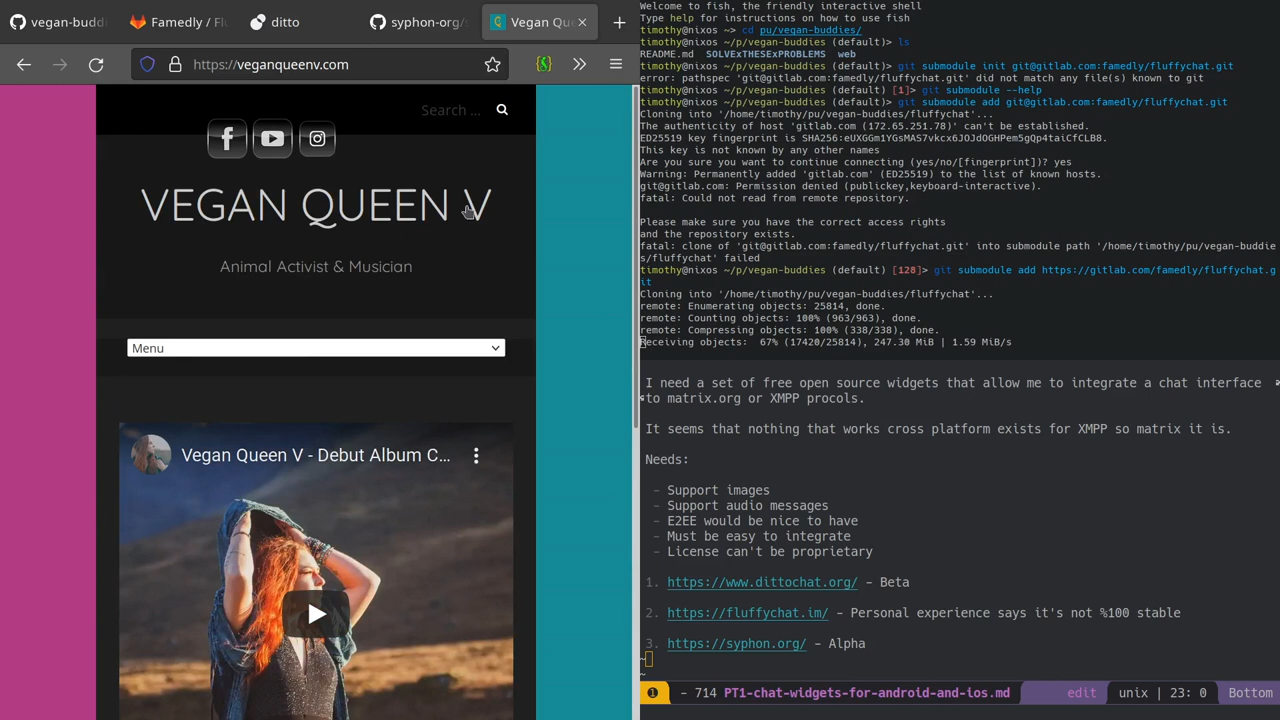 vegan-budd
Famedly / Fl
ditto
syphon-org/s
Vegan Que
https://veganqueenv.com
Search ...
VEGAN QUEEN V
Animal Activist & Musician
Menu
Vegan Queen V - Debut Album C...
Welcome to fish, the friendly interactive shell
Type help for instructions on how to use fish
timothy@nixos ~> cd pu/vegan-buddies/
timothy@nixos ~/p/vegan-buddies (default)> ls
README.md  SOLVExTHESExPROBLEMS  web
timothy@nixos ~/p/vegan-buddies (default)> git submodule init git@gitlab.com:famedly/fluffychat.git
error: pathspec 'git@gitlab.com:famedly/fluffychat.git' did not match any file(s) known to git
timothy@nixos ~/p/vegan-buddies (default) [1]> git submodule --help
timothy@nixos ~/p/vegan-buddies (default)> git submodule add git@gitlab.com:famedly/fluffychat.git
Cloning into '/home/timothy/pu/vegan-buddies/fluffychat'...
The authenticity of host 'gitlab.com (172.65.251.78)' can't be established.
ED25519 key fingerprint is SHA256:eUXGGm1YGsMAS7vkcx6JOJdOGHPem5gQp4taiCfCLB8.
This key is not known by any other names
Are you sure you want to continue connecting (yes/no/[fingerprint])? yes
Warning: Permanently added 'gitlab.com' (ED25519) to the list of known hosts.
git@gitlab.com: Permission denied (publickey,keyboard-interactive).
fatal: Could not read from remote repository.
Please make sure you have the correct access rights
and the repository exists.
fatal: clone of 'git@gitlab.com:famedly/fluffychat.git' into submodule path '/home/timothy/pu/vegan-buddie
s/fluffychat' failed
timothy@nixos ~/p/vegan-buddies (default) [128]> git submodule add https://gitlab.com/famedly/fluffychat.g
it
Cloning into '/home/timothy/pu/vegan-buddies/fluffychat'...
remote: Enumerating objects: 25814, done.
remote: Counting objects: 100% (963/963), done.
remote: Compressing objects: 100% (338/338), done.
Receiving objects:  67% (17420/25814), 247.30 MiB | 1.59 MiB/s
I need a set of free open source widgets that allow me to integrate a chat interface
to matrix.org or XMPP procols.
It seems that nothing that works cross platform exists for XMPP so matrix it is.
Needs:
- Support images
- Support audio messages
- E2EE would be nice to have
- Must be easy to integrate
- License can't be proprietary
1. https://www.dittochat.org/ – Beta
2. https://fluffychat.im/ – Personal experience says it's not %100 stable
3. https://syphon.org/ – Alpha
~
~
1 - 714 PT1-chat-widgets-for-android-and-ios.md edit unix | 23: 0 Bottom